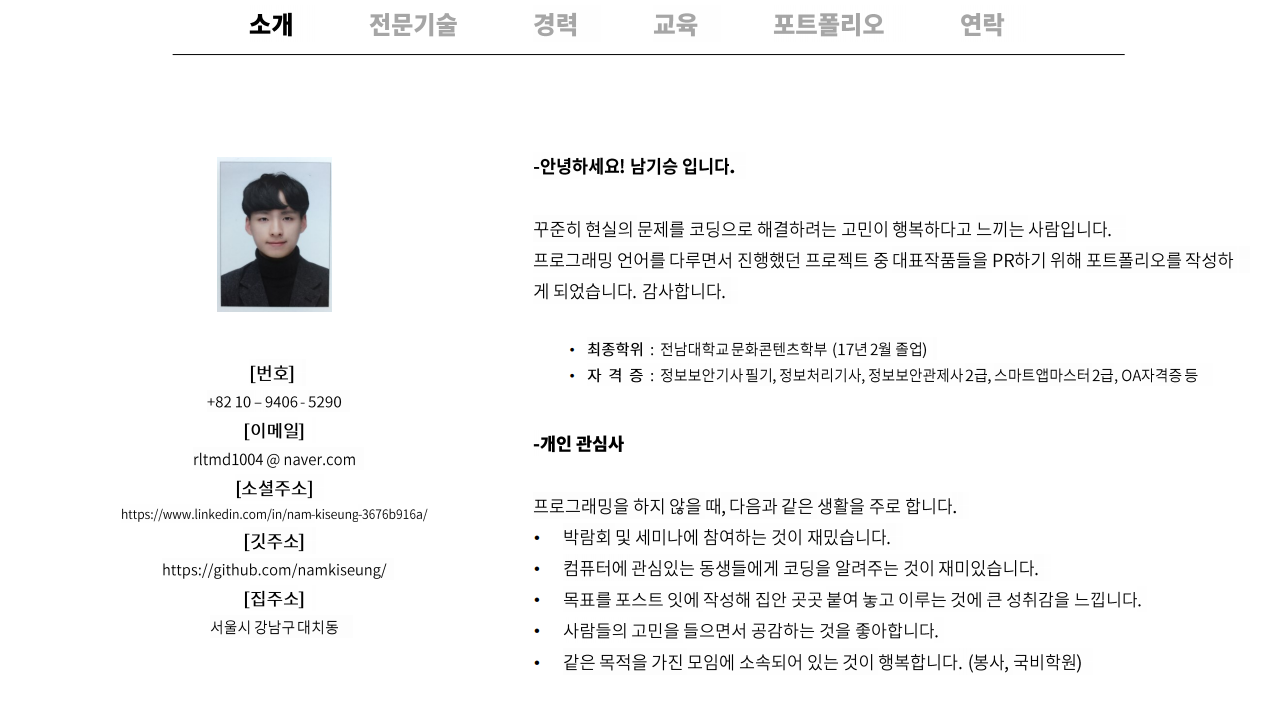 소개 전문기술 경력 교육 포트폴리오 연락
-안녕하세요! 남기승 입니다.
꾸준히 현실의 문제를 코딩으로 해결하려는 고민이 행복하다고 느끼는 사람입니다.
프로그래밍 언어를 다루면서 진행했던 프로젝트 중 대표작품들을 PR하기 위해 포트폴리오를 작성하
게 되었습니다. 감사합니다.
• 최종학위 : 전남대학교 문화콘텐츠학부 (17년 2월 졸업)
• 자 격 증 : 정보보안기사 필기, 정보처리기사, 정보보안관제사 2급, 스마트앱마스터 2급, OA자격증 등
[번호]
+82 10 – 9406 - 5290
[이메일]
rltmd1004 @ naver.com
[소셜주소]
https://www.linkedin.com/in/nam-kiseung-3676b916a/
[깃주소]
https://github.com/namkiseung/
[집주소]
서울시 강남구 대치동
-개인 관심사
프로그래밍을 하지 않을 때, 다음과 같은 생활을 주로 합니다.
• 박람회 및 세미나에 참여하는 것이 재밌습니다.
• 컴퓨터에 관심있는 동생들에게 코딩을 알려주는 것이 재미있습니다.
• 목표를 포스트 잇에 작성해 집안 곳곳 붙여 놓고 이루는 것에 큰 성취감을 느낍니다.
• 사람들의 고민을 들으면서 공감하는 것을 좋아합니다.
• 같은 목적을 가진 모임에 소속되어 있는 것이 행복합니다. (봉사, 국비학원)